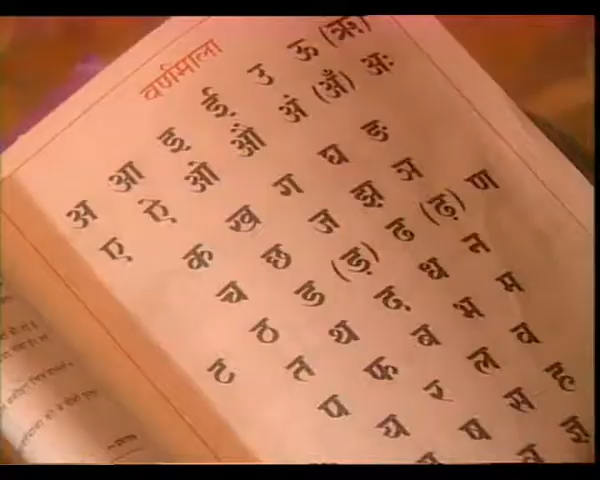 वर्णमाला
अ आ इ ई उ ऊ (ऋ)
ए ऐ ओ औ अं (अँ) अः
क ख ग घ ङ
च छ ज झ ञ
ट ठ ड (ड़) ढ (ढ़) ण
त थ द ध न
प फ ब भ म
य र ल व
श ष स ह
त्र ज्ञ